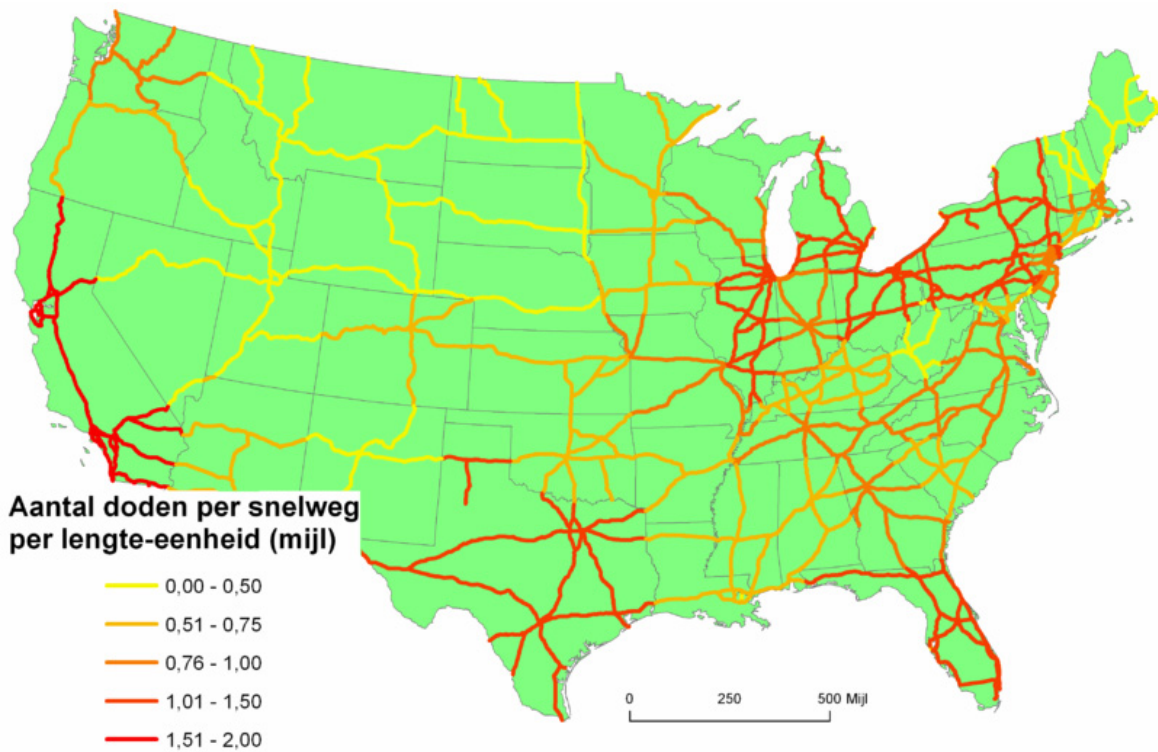 Aantal doden per snelweg
per lengte-eenheid (mijl)
0,00 - 0,50
0,51 - 0,75
0,76 - 1,00
1,01 - 1,50
1,51 - 2,00
0 250 500 Mijl